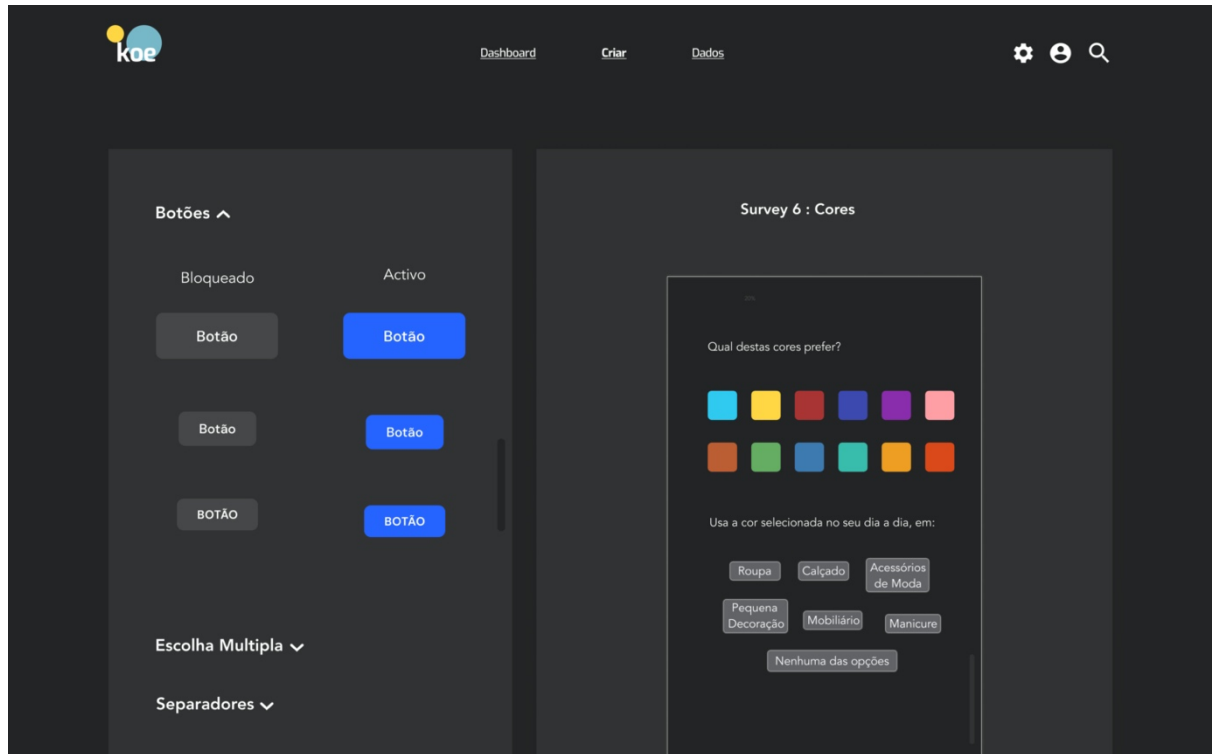 koe
Dashboard
Criar
Dados
Botões
Bloqueado
Activo
Botão
Botão
Botão
Botão
BOTÃO
BOTÃO
Escolha Multipla
Separadores
Survey 6 : Cores
Qual destas cores prefer?
Usa a cor selecionada no seu dia a dia, em:
Roupa
Calçado
Acessórios
de Moda
Pequena
Decoração
Mobiliário
Manicure
Nenhuma das opções